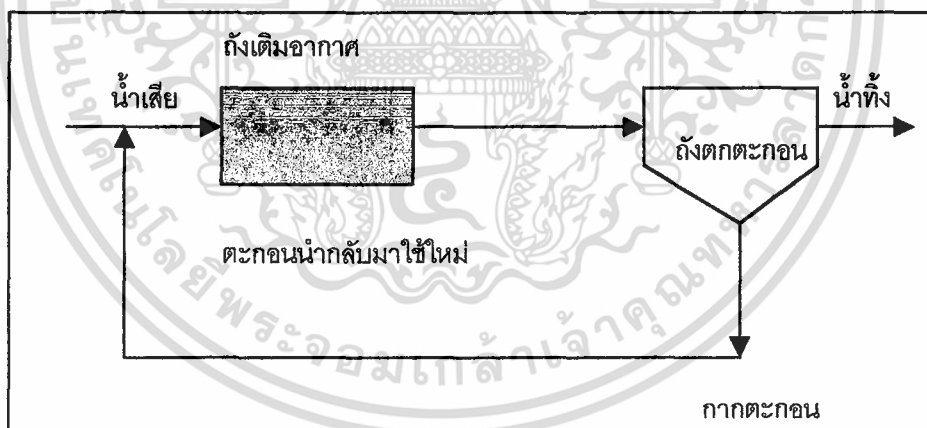 ถังเติมอากาศ
น้ำเสีย
น้ำทิ้ง
ถังตกตะกอน
ตะกอนนำกลับมาใช้ใหม่
กากตะกอน